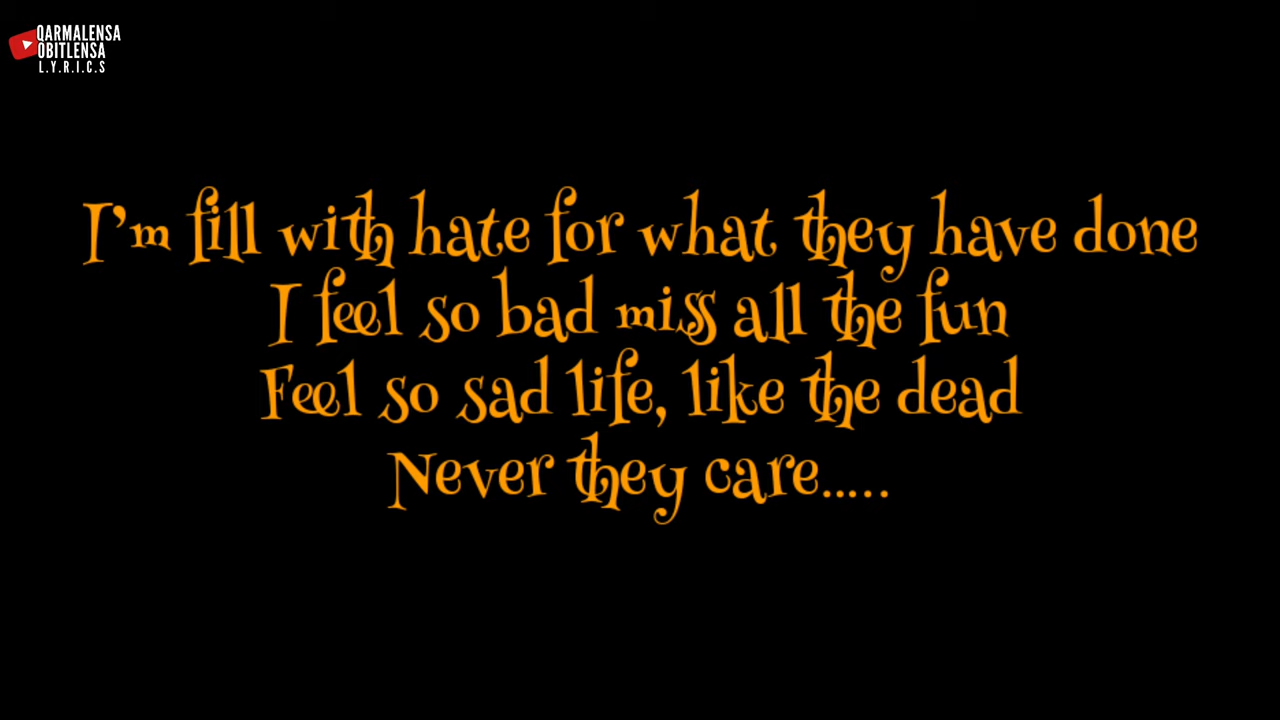 QARMALENSA
OBITLENSA
L.Y.R.I.C.S
I'm fill with hate for what they have done
I feel so bad miss all the fun
Feel so sad life, like the dead
Never they care.....